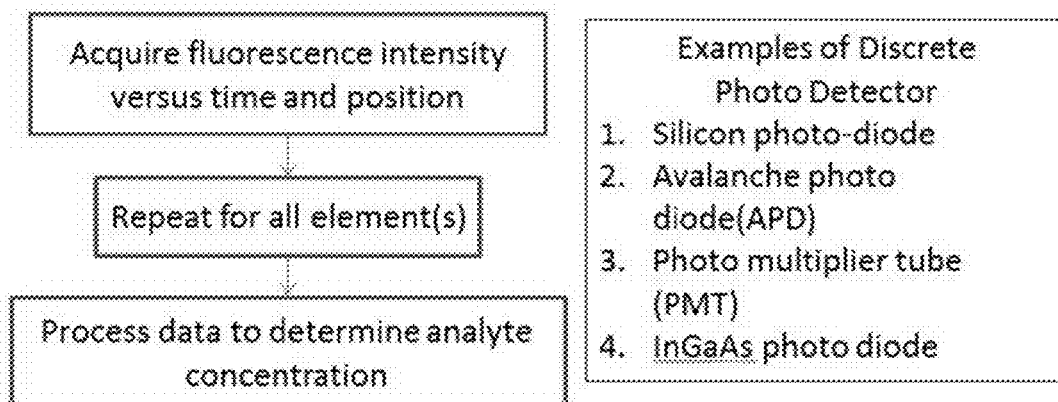 Acquire fluorescence intensity
versus time and position
Repeat for all element(s)
Process data to determine analyte
concentration
Examples of Discrete
Photo Detector
1. Silicon photo-diode
2. Avalanche photo
diode(APD)
3. Photo multiplier tube
(PMT)
4. InGaAs photo diode